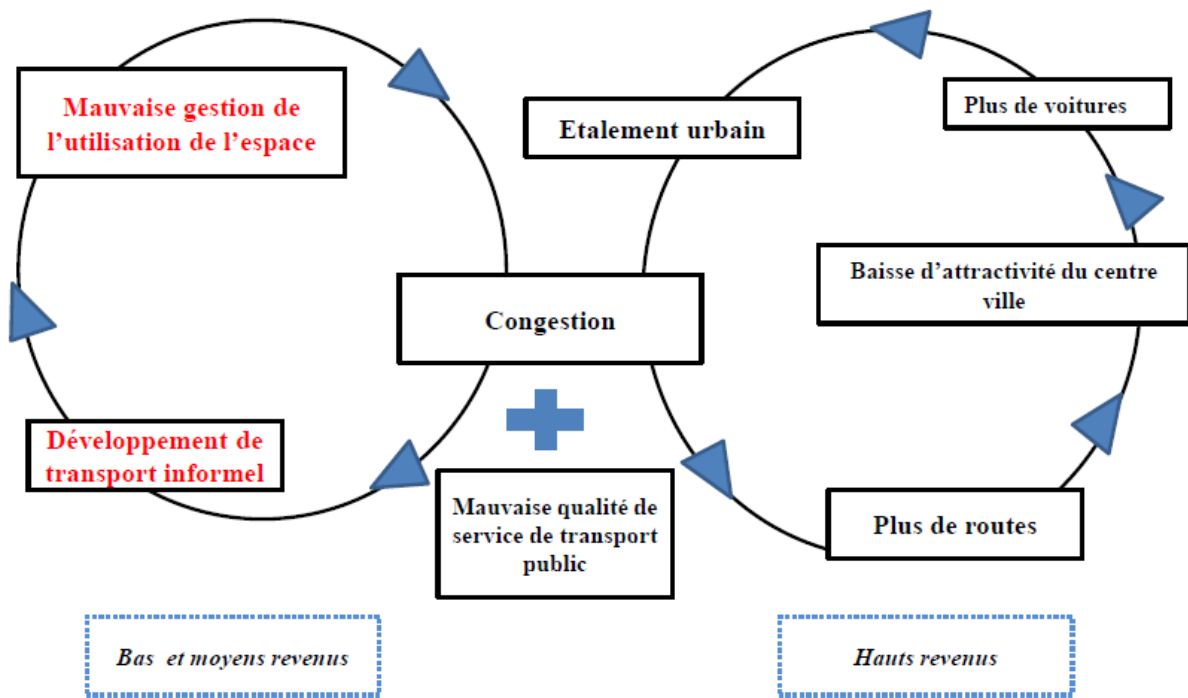 Mauvaise gestion de
l'utilisation de l'espace
Etalement urbain
Plus de voitures
Baisse d'attractivité du centre
ville
Congestion
Développement de
transport informel
Mauvaise qualité de
service de transport
public
Plus de routes
Bas et moyens revenus
Hauts revenus